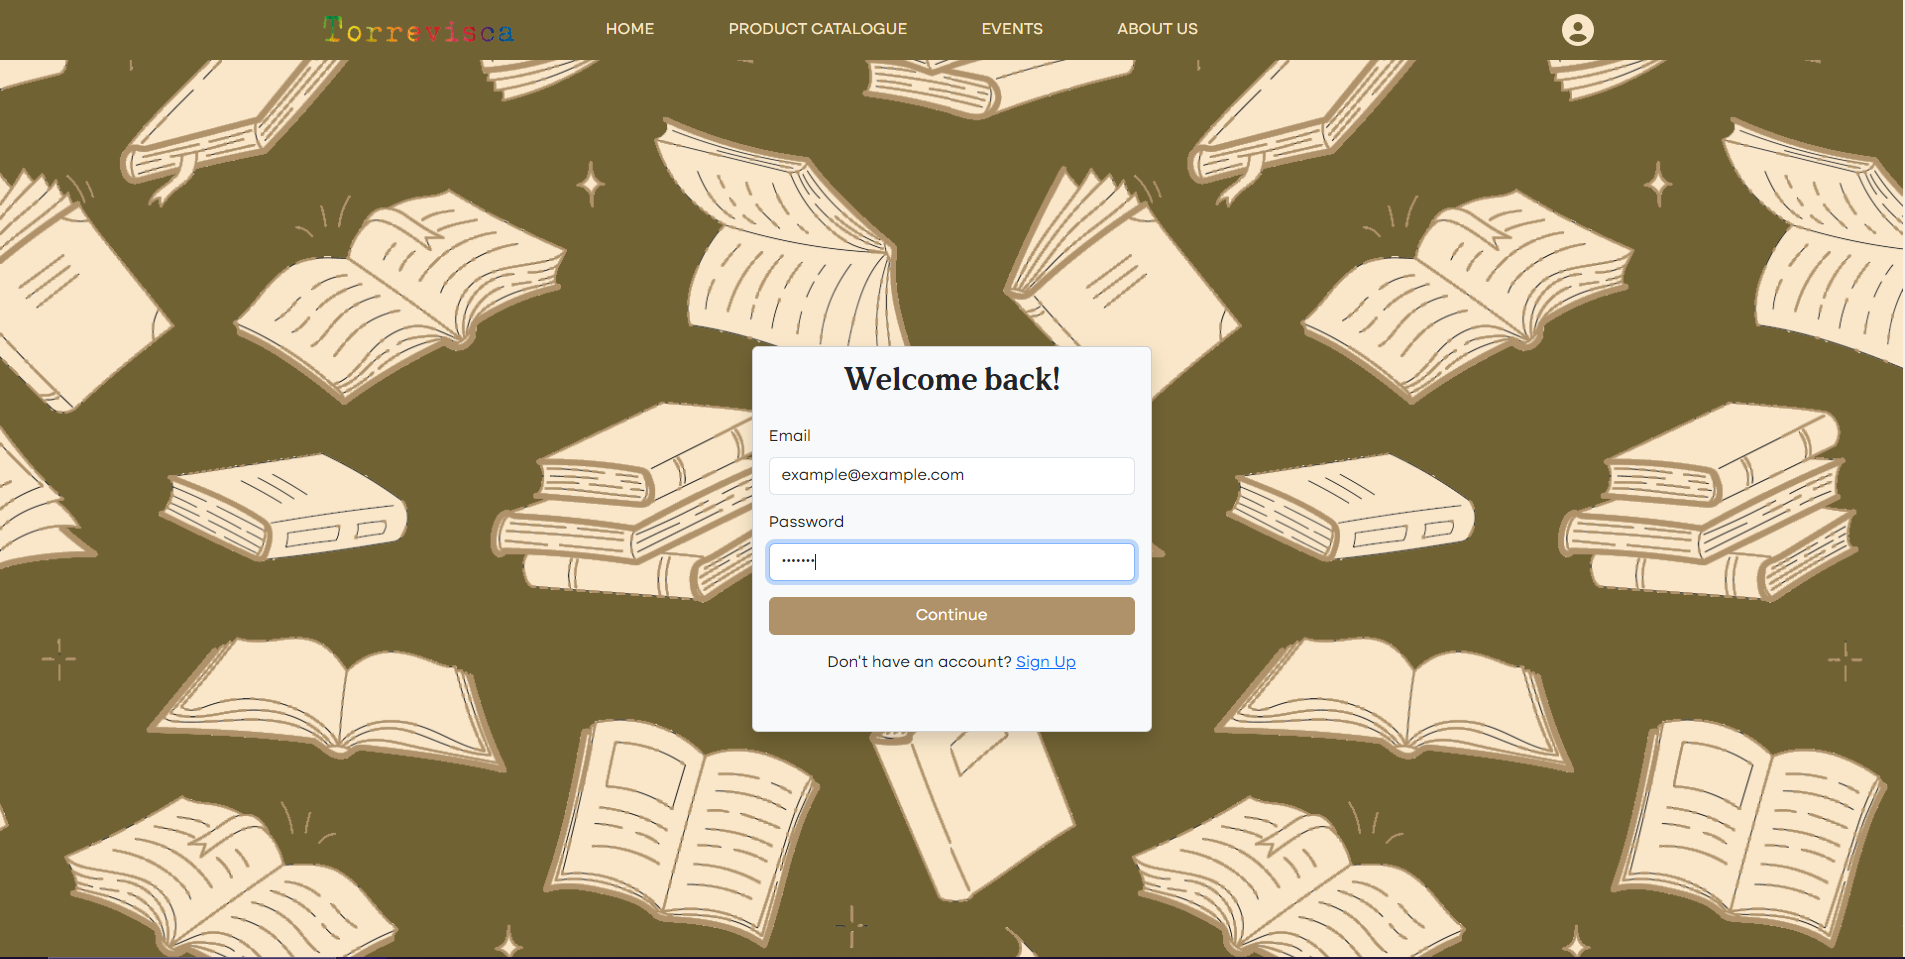 Torrevisca
HOME
PRODUCT CATALOGUE
EVENTS
ABOUT US
Welcome back!
Email
example@example.com
Password
•••••••
Continue
Don't have an account? Sign Up